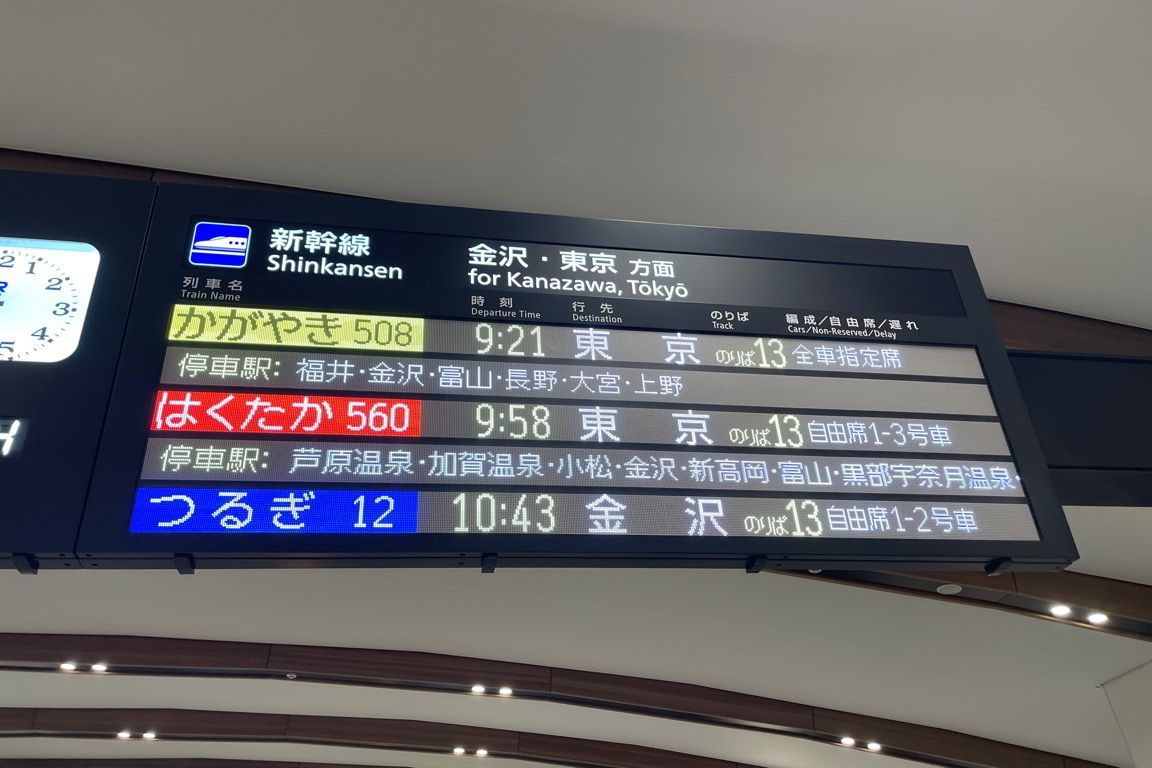 新幹線
Shinkansen
金沢・東京 方面
for Kanazawa, Tōkyō
列車名
Train Name
時刻
Departure Time
行先
Destination
のりば
Track
編成/自由席/遅れ
Cars/Non-Reserved/Delay
かがやき 508 9:21 東京 のりば13 全車指定席
停車駅: 福井・金沢・富山・長野・大宮・上野
はくたか 560 9:58 東京 のりば13 自由席1-3号車
停車駅: 芦原温泉・加賀温泉・小松・金沢・新高岡・富山・黒部宇奈月温泉・
つるぎ 12 10:43 金沢 のりば13 自由席1-2号車
12
1
2
3
4
5